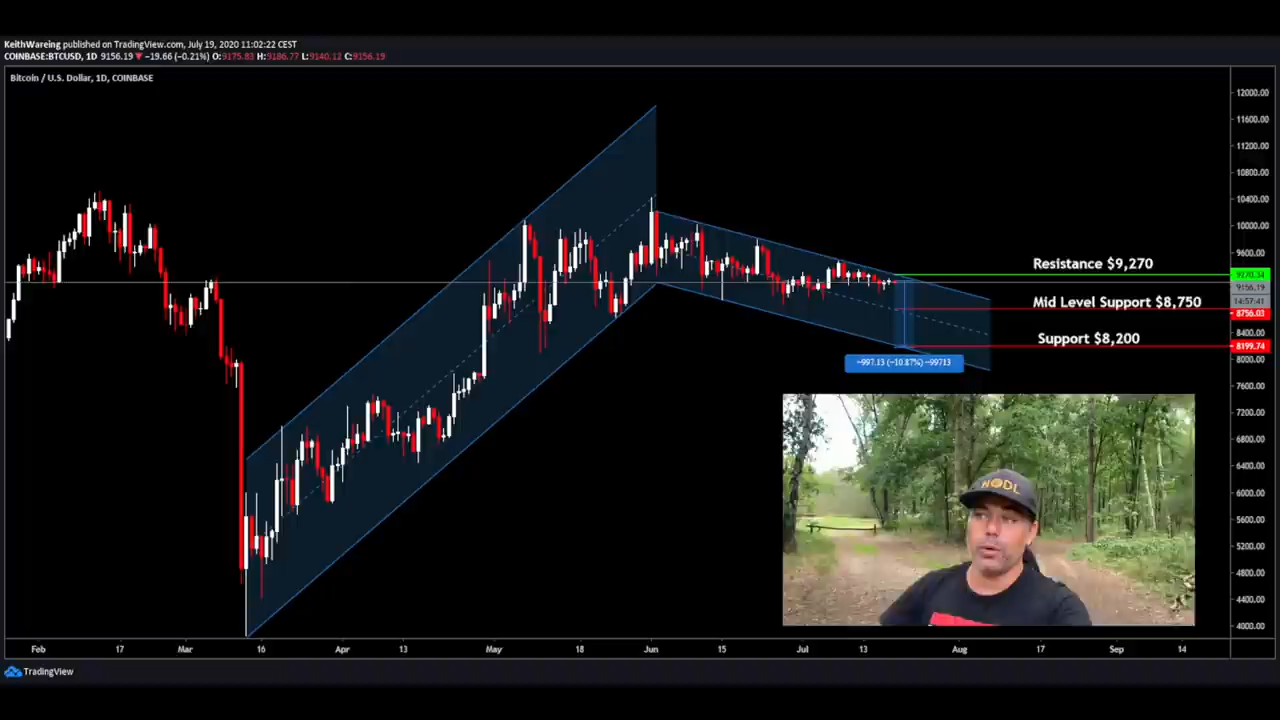 KeithWareing published on TradingView.com, July 19, 2020 11:02:22 CEST
COINBASE:BTCUSD, 1D 9156.19 ▼ −19.66 (−0.21%) O:9175.83 H:9186.77 L:9140.12 C:9156.19
Bitcoin / U.S. Dollar, 1D, COINBASE
12000.00
11600.00
11200.00
10800.00
10400.00
10000.00
9600.00
Resistance $9,270
9270.34
9156.19
14:57:41
Mid Level Support $8,750
8756.03
8400.00
Support $8,200
8199.74
8000.00
−997.13 (−10.87%) −99713
7600.00
7200.00
6800.00
6400.00
6000.00
5600.00
5200.00
4800.00
4400.00
4000.00
HODL
Feb 17 Mar 16 Apr 13 May 18 Jun 15 Jul 13 Aug 17 Sep 14
TradingView